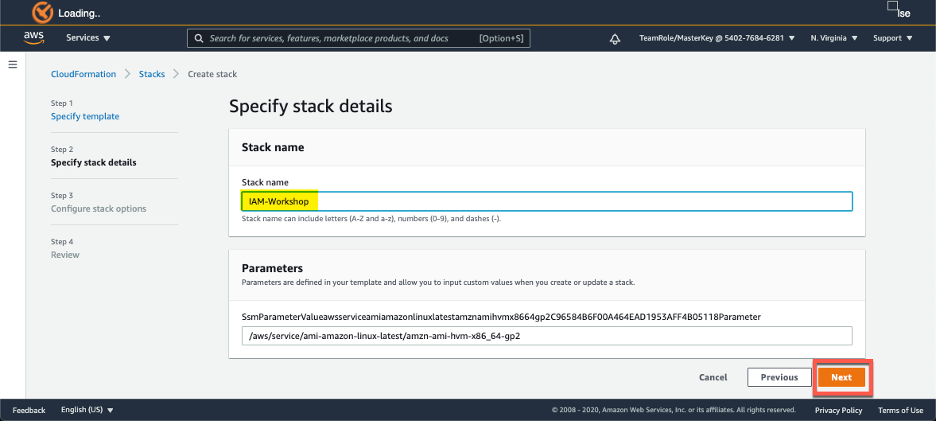 Loading..
lse
aws
Services
Search for services, features, marketplace products, and docs
[Option+S]
TeamRole/MasterKey @ 5402-7684-6281
N. Virginia
Support
CloudFormation
Stacks
Create stack
Step 1
Specify template
Step 2
Specify stack details
Step 3
Configure stack options
Step 4
Review
Specify stack details
Stack name
Stack name
IAM-Workshop
Stack name can include letters (A-Z and a-z), numbers (0-9), and dashes (-).
Parameters
Parameters are defined in your template and allow you to input custom values when you create or update a stack.
SsmParameterValueawsserviceamiamazonlinuxlatestamznamihvmx8664gp2C96584B6F00A464EAD1953AFF4B05118Parameter
/aws/service/ami-amazon-linux-latest/amzn-ami-hvm-x86_64-gp2
Cancel
Previous
Next
Feedback
English (US)
© 2008 - 2020, Amazon Web Services, Inc. or its affiliates. All rights reserved.
Privacy Policy
Terms of Use